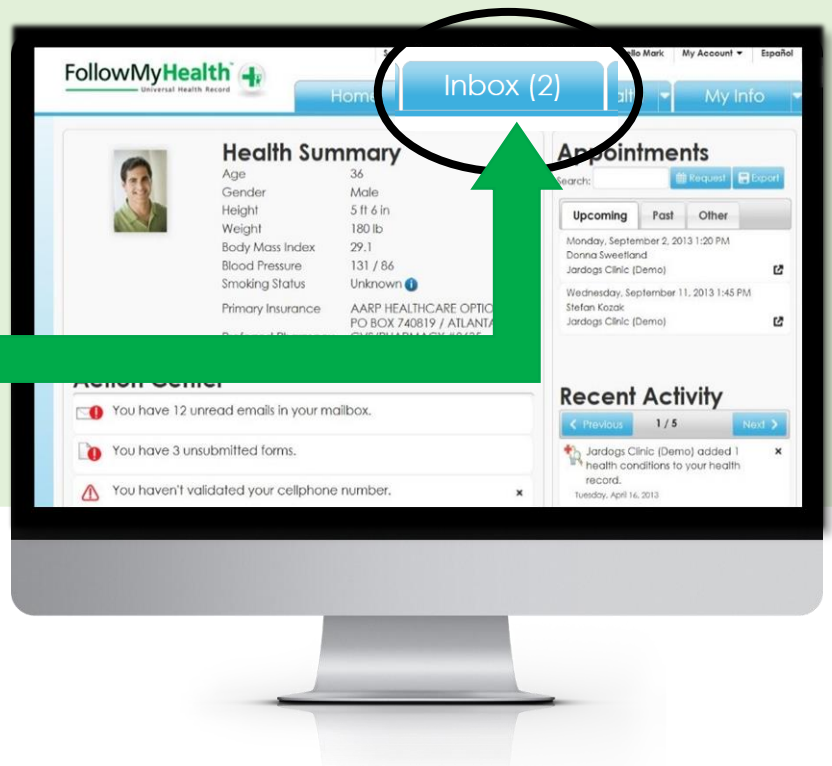 Hello Mark My Account Español
FollowMyHealth
Universal Health Record
Home Inbox (2) My Info
Health Summary
Age 36
Gender Male
Height 5 ft 6 in
Weight 180 lb
Body Mass Index 29.1
Blood Pressure 131 / 86
Smoking Status Unknown
Primary Insurance AARP HEALTHCARE
PO BOX 740819 / ATLANTA
Action Center
You have 12 unread emails in your mailbox.
You have 3 unsubmitted forms.
You haven't validated your cellphone number. x
Appointments
Search: Request Export
Upcoming Past Other
Monday, September 2, 2013 1:20 PM
Donna Sweetland
Jardogs Clinic (Demo)
Wednesday, September 11, 2013 1:45 PM
Stefan Kozak
Jardogs Clinic (Demo)
Recent Activity
< Previous 1 / 5 Next >
Jardogs Clinic (Demo) added 1 x
health conditions to your health
record.
Tuesday, April 16, 2013